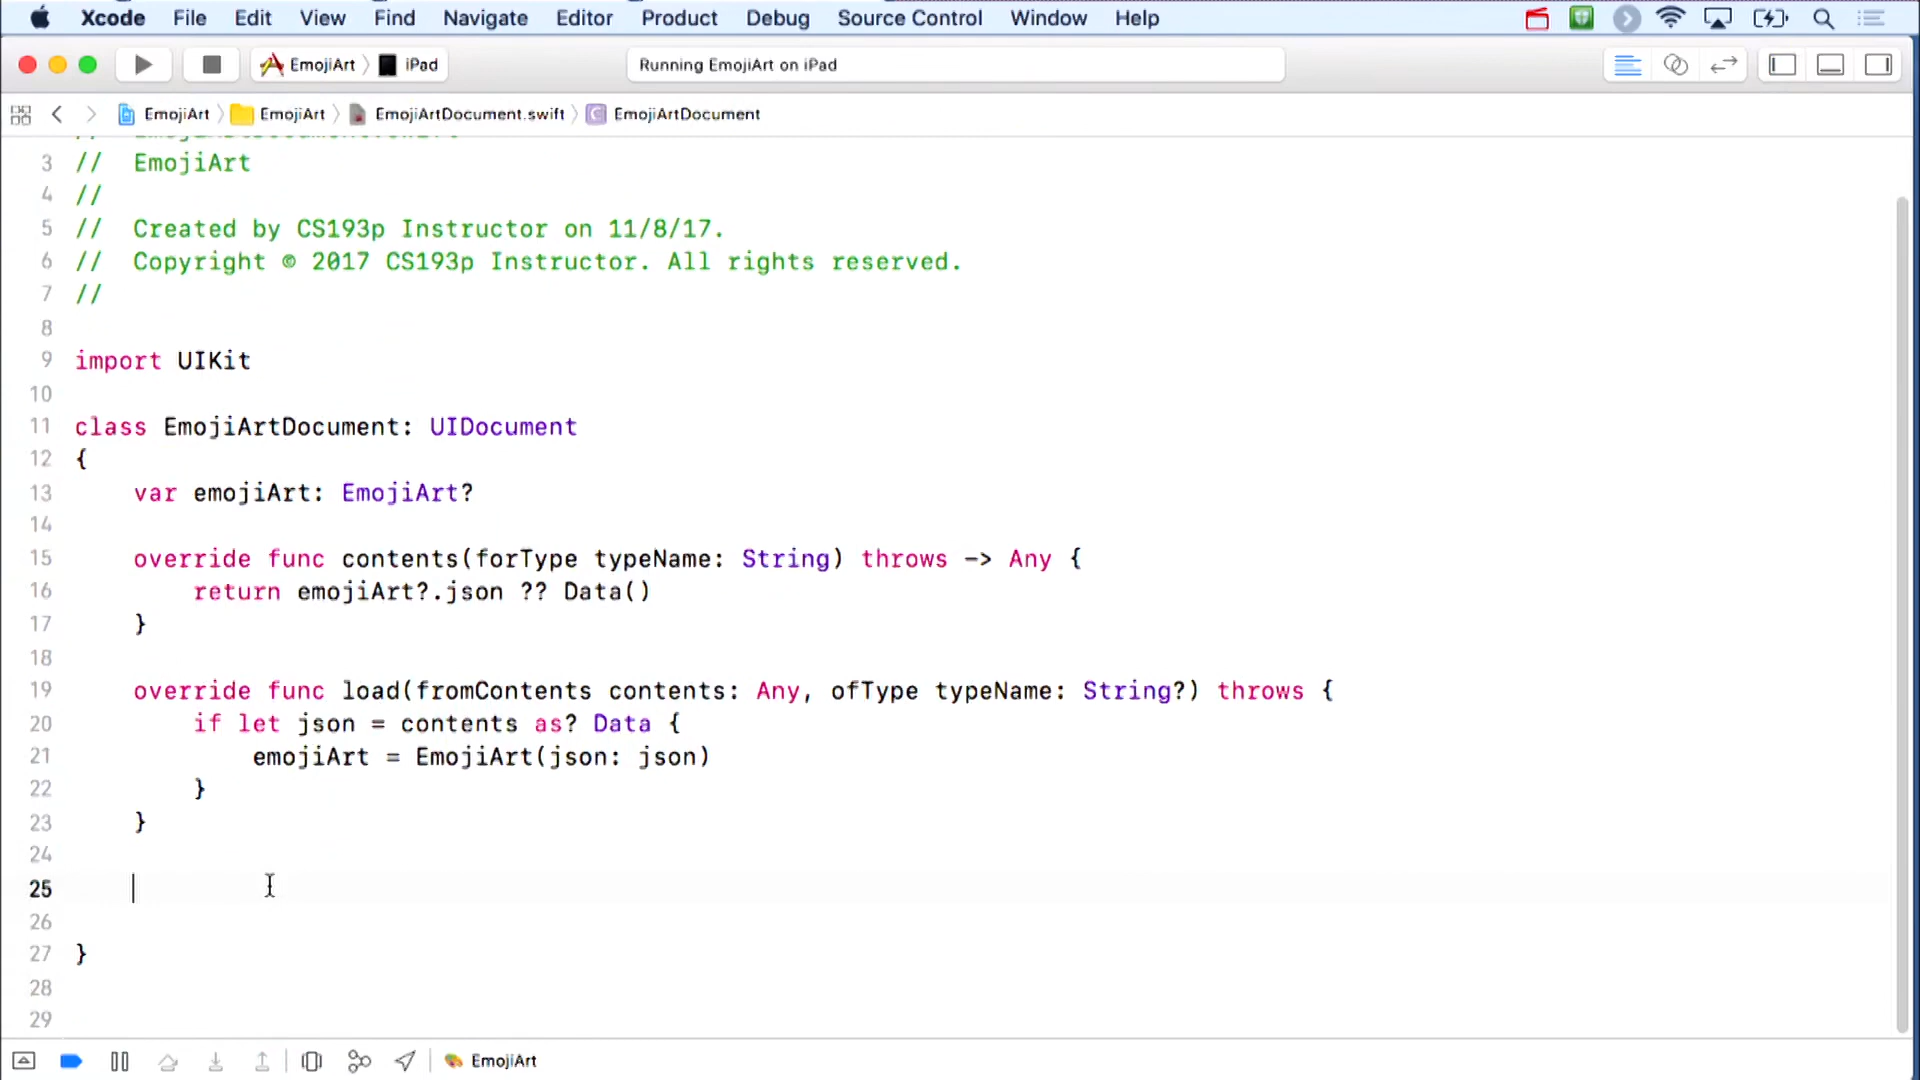 Xcode File Edit View Find Navigate Editor Product Debug Source Control Window Help
EmojiArt iPad Running EmojiArt on iPad
EmojiArt EmojiArt EmojiArtDocument.swift EmojiArtDocument
3 // EmojiArt
4 //
5 // Created by CS193p Instructor on 11/8/17.
6 // Copyright © 2017 CS193p Instructor. All rights reserved.
7 //
8
9 import UIKit
10
11 class EmojiArtDocument: UIDocument
12 {
13 var emojiArt: EmojiArt?
14
15 override func contents(forType typeName: String) throws -> Any {
16 return emojiArt?.json ?? Data()
17 }
18
19 override func load(fromContents contents: Any, ofType typeName: String?) throws {
20 if let json = contents as? Data {
21 emojiArt = EmojiArt(json: json)
22 }
23 }
24
25
26
27 }
28
29
EmojiArt